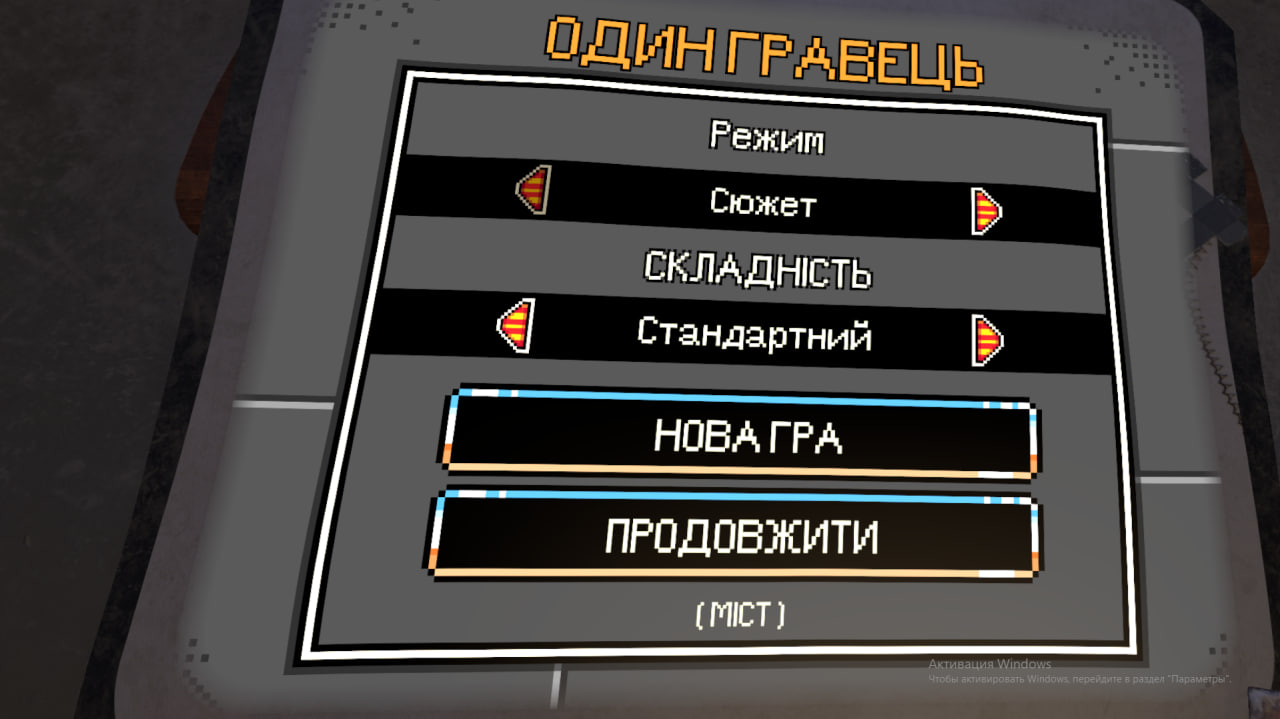 ОДИН ГРАВЕЦЬ
Режим
Сюжет
СКЛАДНІСТЬ
Стандартний
НОВА ГРА
ПРОДОВЖИТИ
(МІСТ)
Активация Windows
Чтобы активировать Windows, перейдите в раздел "Параметры".